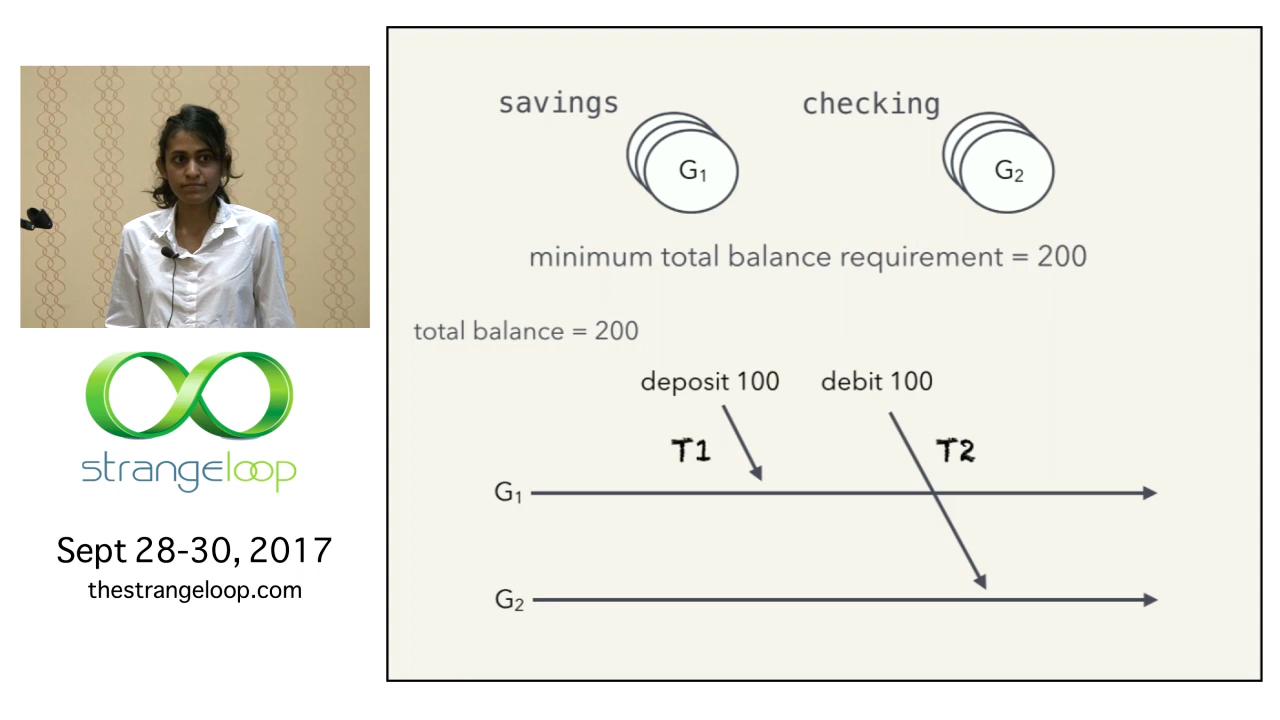 savings
checking
G₁
G₂
minimum total balance requirement = 200
total balance = 200
deposit 100
debit 100
T1
T2
G₁
G₂
strangeloop
Sept 28-30, 2017
thestrangeloop.com